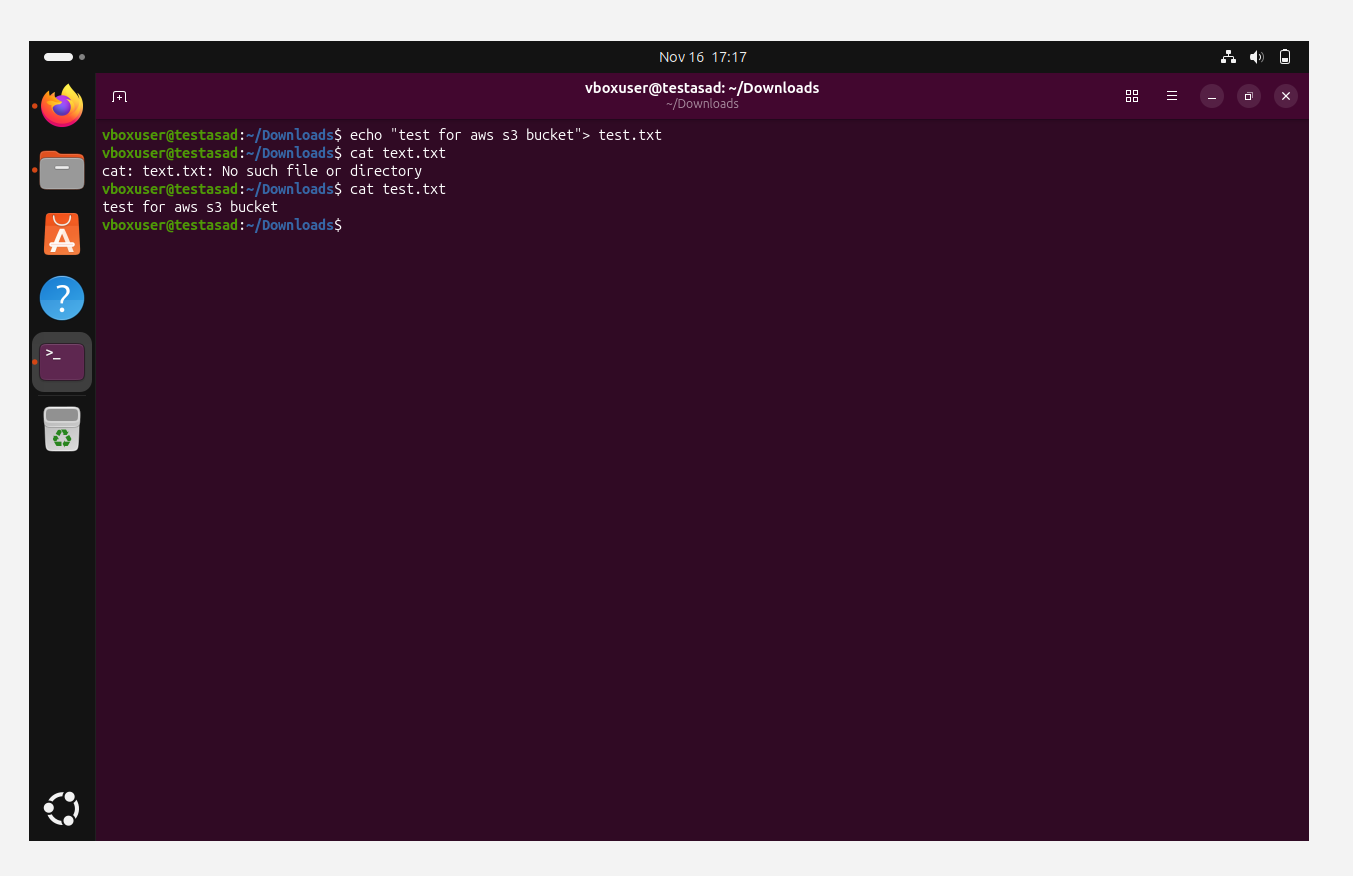 Nov 16 17:17
vboxuser@testasad: ~/Downloads
~/Downloads
vboxuser@testasad:~/Downloads$ echo "test for aws s3 bucket"> test.txt
vboxuser@testasad:~/Downloads$ cat text.txt
cat: text.txt: No such file or directory
vboxuser@testasad:~/Downloads$ cat test.txt
test for aws s3 bucket
vboxuser@testasad:~/Downloads$